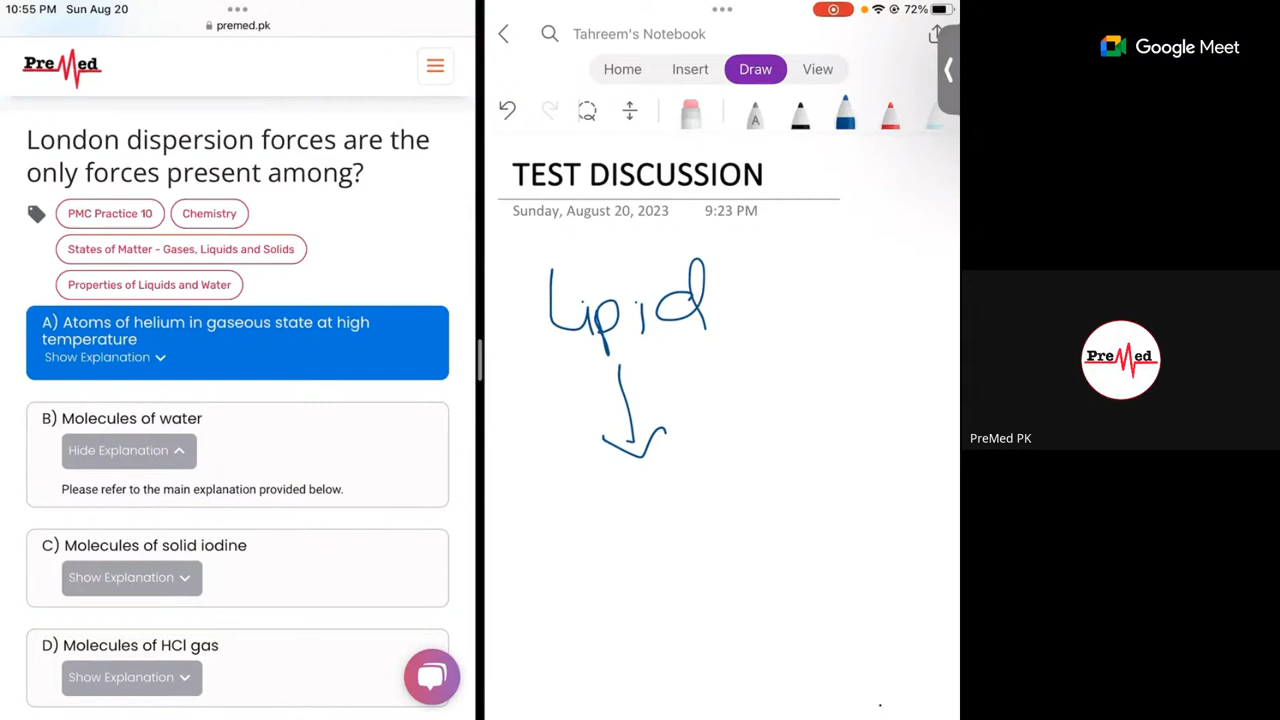 10:55 PM Sun Aug 20
premed.pk
PreMed
London dispersion forces are the
only forces present among?
PMC Practice 10
Chemistry
States of Matter - Gases, Liquids and Solids
Properties of Liquids and Water
A) Atoms of helium in gaseous state at high
temperature
Show Explanation
B) Molecules of water
Hide Explanation
Please refer to the main explanation provided below.
C) Molecules of solid iodine
Show Explanation
D) Molecules of HCl gas
Show Explanation
72%
Tahreem's Notebook
Home Insert Draw View
A
TEST DISCUSSION
Sunday, August 20, 2023 9:23 PM
Lipid
Google Meet
PreMed
PreMed PK